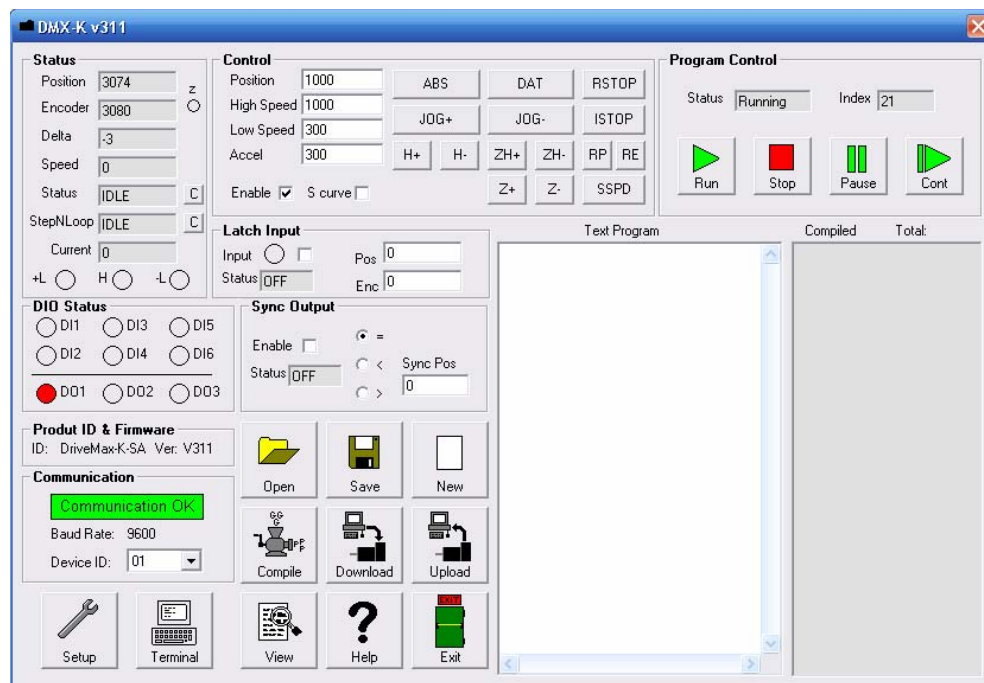 DMX-K v311
Status
Position 3074
z
Encoder 3080
Delta -3
Speed 0
Status IDLE C
StepNLoop IDLE C
Current 0
+L H -L
Control
Position 1000
High Speed 1000
Low Speed 300
Accel 300
Enable S curve
ABS DAT RSTOP
JOG+ JOG- ISTOP
H+ H- ZH+ ZH- RP RE
Z+ Z- SSPD
Program Control
Status Running Index 21
Run Stop Pause Cont
Latch Input
Input Pos 0
Status OFF Enc 0
Text Program
Compiled Total:
DIO Status
DI1 DI3 DI5
DI2 DI4 DI6
DO1 DO2 DO3
Sync Output
Enable =
Status OFF < Sync Pos
> 0
Produt ID & Firmware
ID: DriveMax-K-SA Ver: V311
Communication
Communication OK
Baud Rate: 9600
Device ID: 01
Open Save New
Compile Download Upload
EXIT
Setup Terminal View Help Exit